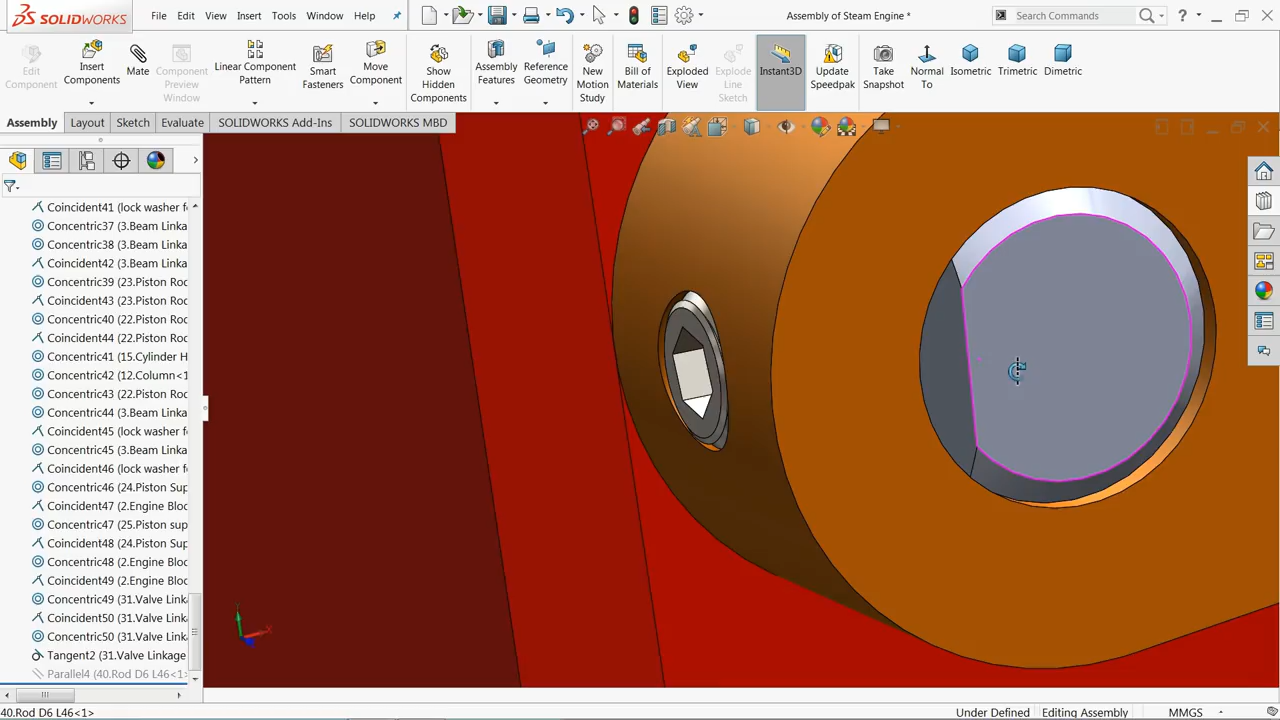 SOLIDWORKS
File Edit View Insert Tools Window Help
Assembly of Steam Engine *
Search Commands
Edit Component
Insert Components
Mate
Component Preview Window
Linear Component Pattern
Smart Fasteners
Move Component
Show Hidden Components
Assembly Features
Reference Geometry
New Motion Study
Bill of Materials
Exploded View
Explode Line Sketch
Instant3D
Update Speedpak
Take Snapshot
Normal To
Isometric
Trimetric
Dimetric
Assembly Layout Sketch Evaluate SOLIDWORKS Add-Ins SOLIDWORKS MBD
Coincident41 (lock washer f
Concentric37 (3.Beam Linka
Concentric38 (3.Beam Linka
Coincident42 (3.Beam Linka
Concentric39 (23.Piston Roc
Coincident43 (23.Piston Roc
Concentric40 (22.Piston Roc
Coincident44 (22.Piston Roc
Concentric41 (15.Cylinder H
Concentric42 (12.Column<1
Concentric43 (22.Piston Roc
Concentric44 (3.Beam Linka
Coincident45 (lock washer f
Concentric45 (3.Beam Linka
Coincident46 (lock washer f
Concentric46 (24.Piston Sup
Coincident47 (2.Engine Bloc
Concentric47 (25.Piston sup
Coincident48 (24.Piston Sup
Concentric48 (2.Engine Bloc
Coincident49 (2.Engine Bloc
Concentric49 (31.Valve Link
Coincident50 (31.Valve Link
Concentric50 (31.Valve Link
Tangent2 (31.Valve Linkage
Parallel4 (40.Rod D6 L46<1>
40.Rod D6 L46<1>
Under Defined Editing Assembly MMGS